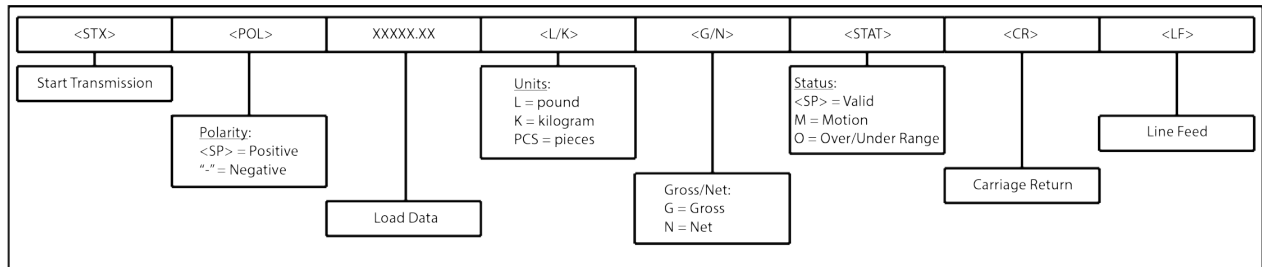 <STX> <POL> XXXXX.XX <L/K> <G/N> <STAT> <CR> <LF>
Start Transmission
Polarity:
<SP> = Positive
“-” = Negative
Load Data
Units:
L = pound
K = kilogram
PCS = pieces
Gross/Net:
G = Gross
N = Net
Status:
<SP> = Valid
M = Motion
O = Over/Under Range
Carriage Return
Line Feed